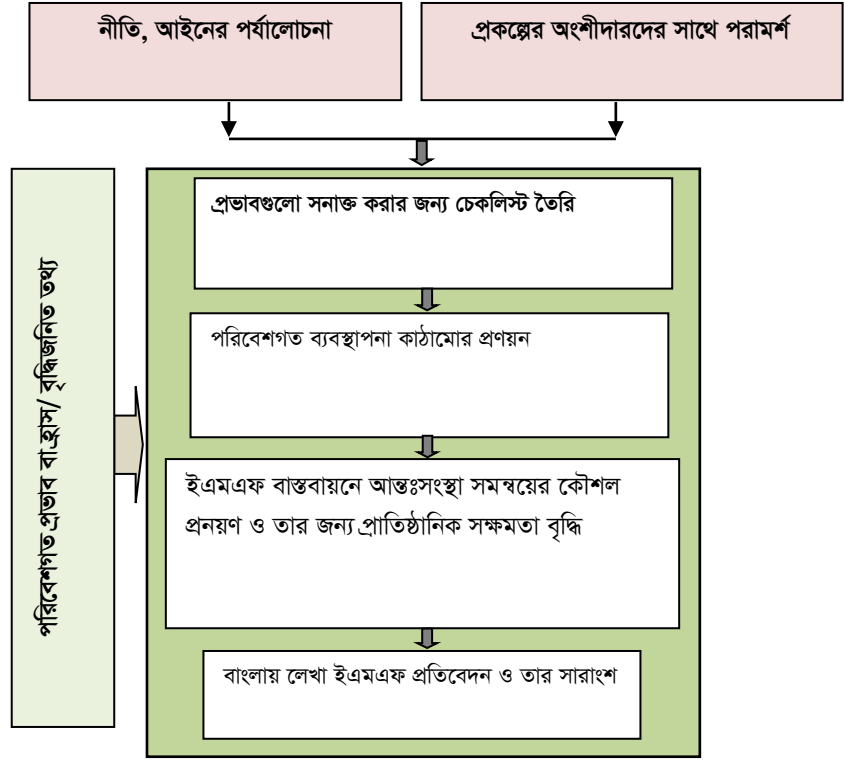 নীতি, আইনের পর্যালোচনা
প্রকল্পের অংশীদারদের সাথে পরামর্শ
পরিবেশগত প্রভাব বা হ্রাস/ বৃদ্ধিজনিত তথ্য
প্রভাবগুলো সনাক্ত করার জন্য চেকলিস্ট তৈরি
পরিবেশগত ব্যবস্থাপনা কাঠামোর প্রণয়ন
ইএমএফ বাস্তবায়নে আন্তঃসংস্থা সমন্বয়ের কৌশল
প্রনয়ণ ও তার জন্য প্রাতিষ্ঠানিক সক্ষমতা বৃদ্ধি
বাংলায় লেখা ইএমএফ প্রতিবেদন ও তার সারাংশ